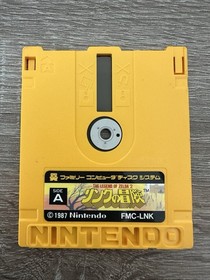 ファミリー コンピュータ ディスク システム
SIDE
A
THE LEGEND OF ZELDA 2
リンクの冒険
TM
© 1987 Nintendo FMC-LNK
NINTENDO